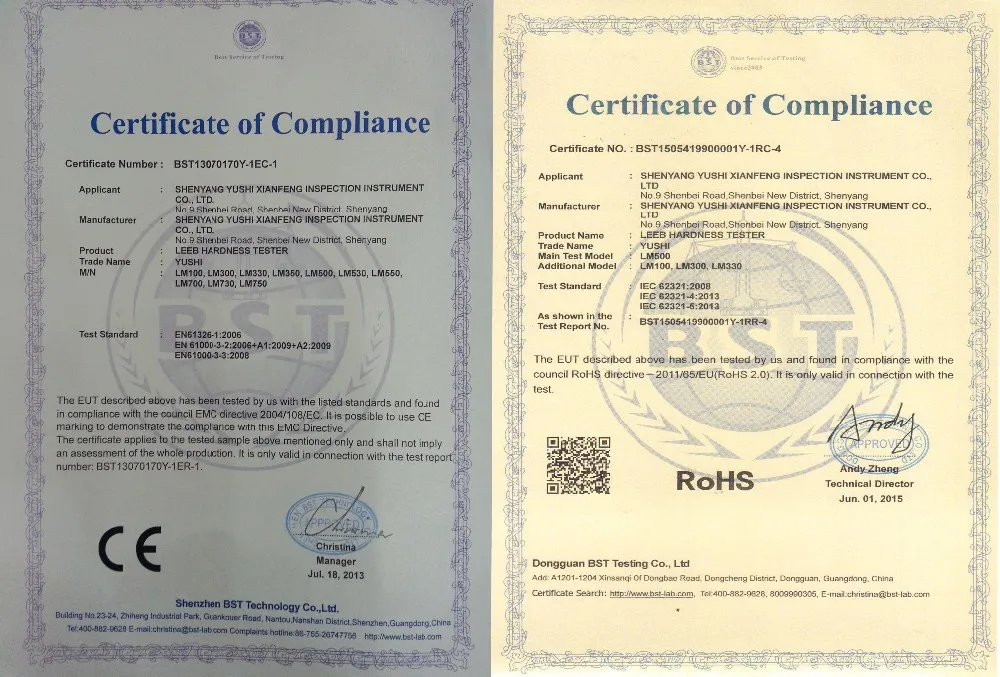 BST
Best Service of Testing
Certificate of Compliance
Certificate Number : BST13070170Y-1EC-1
Applicant : SHENYANG YUSHI XIANFENG INSPECTION INSTRUMENT
CO., LTD.
No.9 Shenbei Road, Shenbei New District, Shenyang
Manufacturer : SHENYANG YUSHI XIANFENG INSPECTION INSTRUMENT
CO., LTD.
No.9 Shenbei Road, Shenbei New District, Shenyang
Product : LEEB HARDNESS TESTER
Trade Name : YUSHI
M/N : LM100, LM300, LM330, LM350, LM500, LM530, LM550,
LM700, LM730, LM750
BST
Test Standard : EN61326-1:2006
EN 61000-3-2:2006+A1:2009+A2:2009
EN61000-3-3:2008
The EUT described above has been tested by us with the listed standards and found
in compliance with the council EMC directive 2004/108/EC. It is possible to use CE
marking to demonstrate the compliance with this EMC Directive.
The certificate applies to the tested sample above mentioned only and shall not imply
an assessment of the whole production. It is only valid in connection with the test report
number: BST13070170Y-1ER-1.
CE
APPROVED
Christina
Christina
Manager
Jul. 18, 2013
Shenzhen BST Technology Co.,Ltd.
Building No.23-24, Zhiheng Industrial Park, Guankouer Road, Nantou,Nanshan District,Shenzhen,Guangdong,China
Tel:400-882-9628 E-mail:christina@bst-lab.com Complaints hotline:86-755-26747756 http://www.bst-lab.com
BST
Best Service of Testing
since2003
Certificate of Compliance
Certificate NO. : BST1505419900001Y-1RC-4
Applicant : SHENYANG YUSHI XIANFENG INSPECTION INSTRUMENT CO.,
LTD
No.9 Shenbei Road,Shenbei New District, Shenyang
Manufacturer : SHENYANG YUSHI XIANFENG INSPECTION INSTRUMENT CO.,
LTD
No.9 Shenbei Road,Shenbei New District, Shenyang
Product Name : LEEB HARDNESS TESTER
Trade Name : YUSHI
Main Test Model : LM500
Additional Model : LM100, LM300, LM330
Test Standard : IEC 62321:2008
IEC 62321-4:2013
IEC 62321-5:2013
As shown in the :
Test Report No. BST1505419900001Y-1RR-4
BST
The EUT described above has been tested by us and found in compliance with the
council RoHS directive－2011/65/EU(RoHS 2.0). It is only valid in connection with the
test.
RoHS
Andy
APPROVED
Andy Zheng
Technical Director
Jun. 01, 2015
Dongguan BST Testing Co., Ltd
Add: A1201-1204 Xinsanqi Of Dongbao Road, Dongcheng District, Dongguan, Guangdong, China
Certificate Search: http://www.bst-lab.com, Tel:400-882-9628, 8009990305, E-mail:christina@bst-lab.com